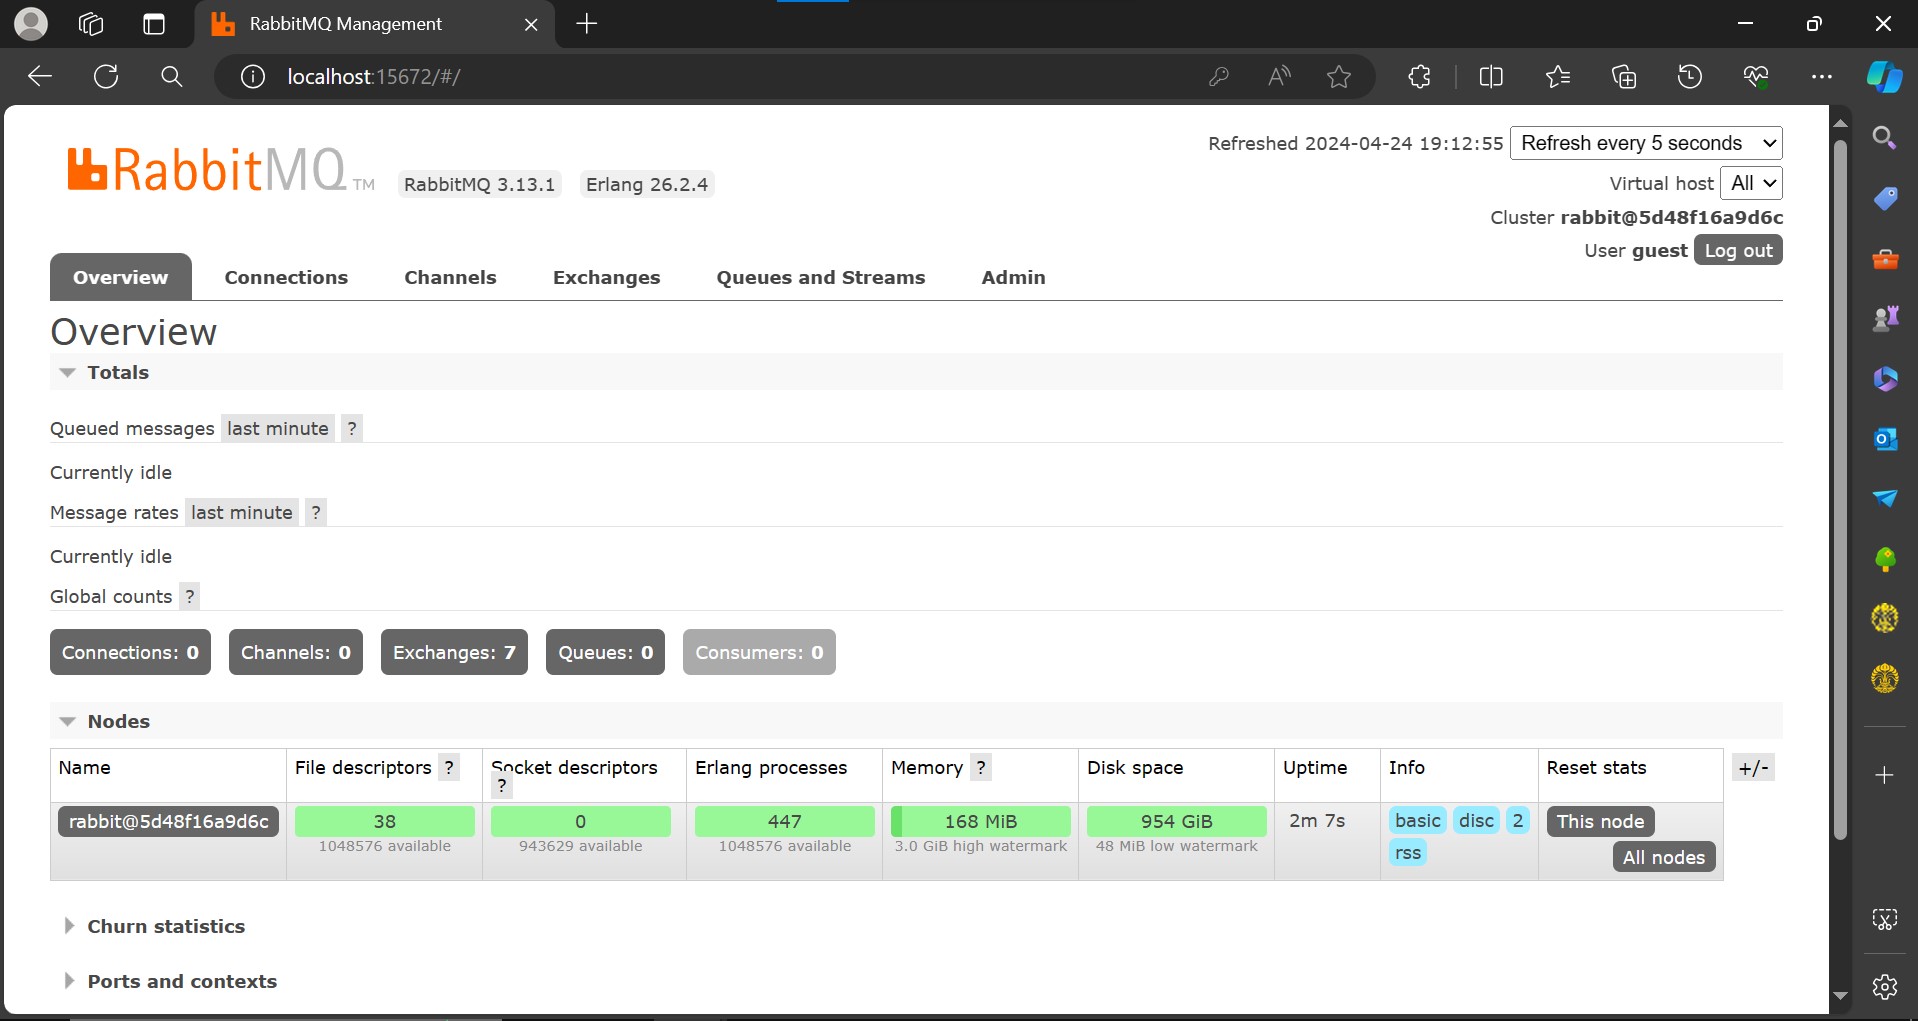 RabbitMQ Management
localhost:15672/#/
RabbitMQ TM
RabbitMQ 3.13.1
Erlang 26.2.4
Refreshed 2024-04-24 19:12:55
Refresh every 5 seconds
Virtual host All
Cluster rabbit@5d48f16a9d6c
User guest Log out
Overview
Connections
Channels
Exchanges
Queues and Streams
Admin
Overview
Totals
Queued messages last minute ?
Currently idle
Message rates last minute ?
Currently idle
Global counts ?
Connections: 0
Channels: 0
Exchanges: 7
Queues: 0
Consumers: 0
Nodes
Name
File descriptors ?
Socket descriptors ?
Erlang processes
Memory ?
Disk space
Uptime
Info
Reset stats
+/-
rabbit@5d48f16a9d6c
38
1048576 available
0
943629 available
447
1048576 available
168 MiB
3.0 GiB high watermark
954 GiB
48 MiB low watermark
2m 7s
basic disc 2
rss
This node
All nodes
Churn statistics
Ports and contexts